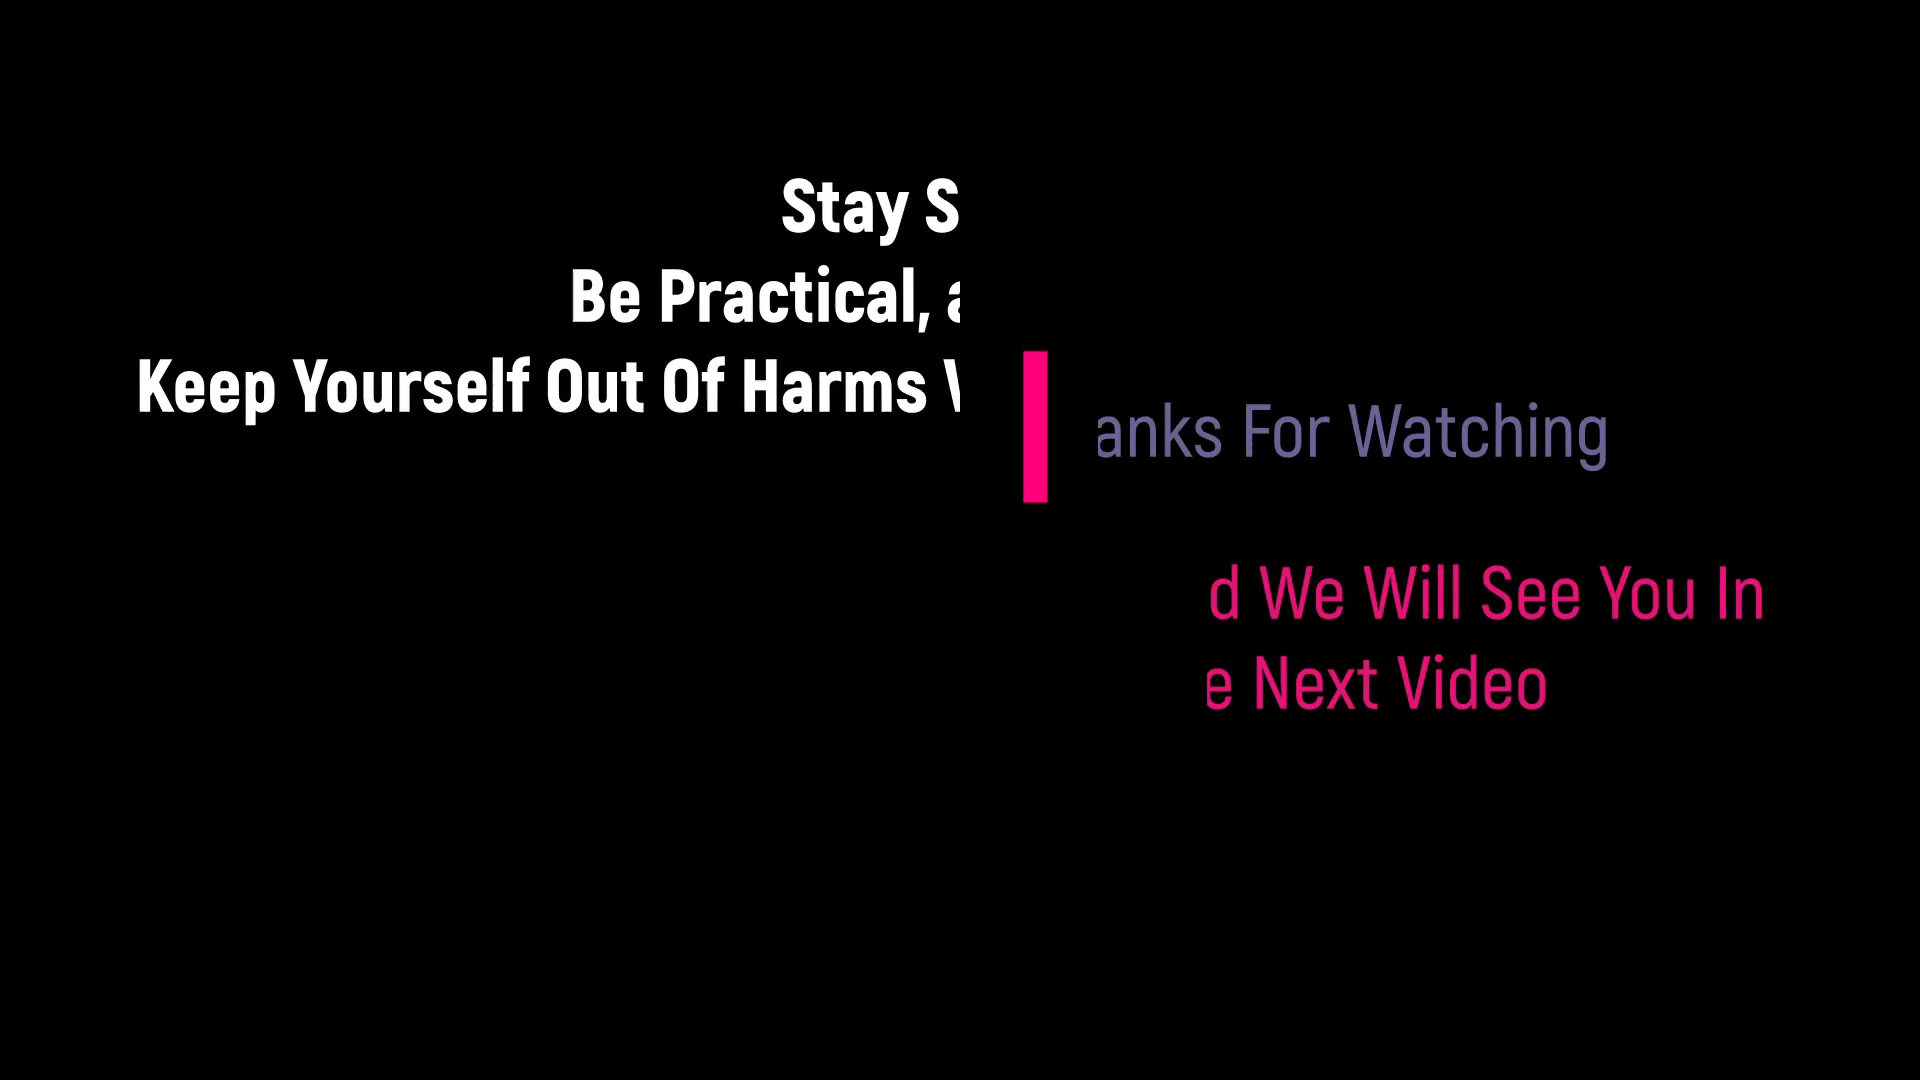 Stay S
Be Practical,
Keep Yourself Out Of Harms
anks For Watching
d We Will See You In
e Next Video